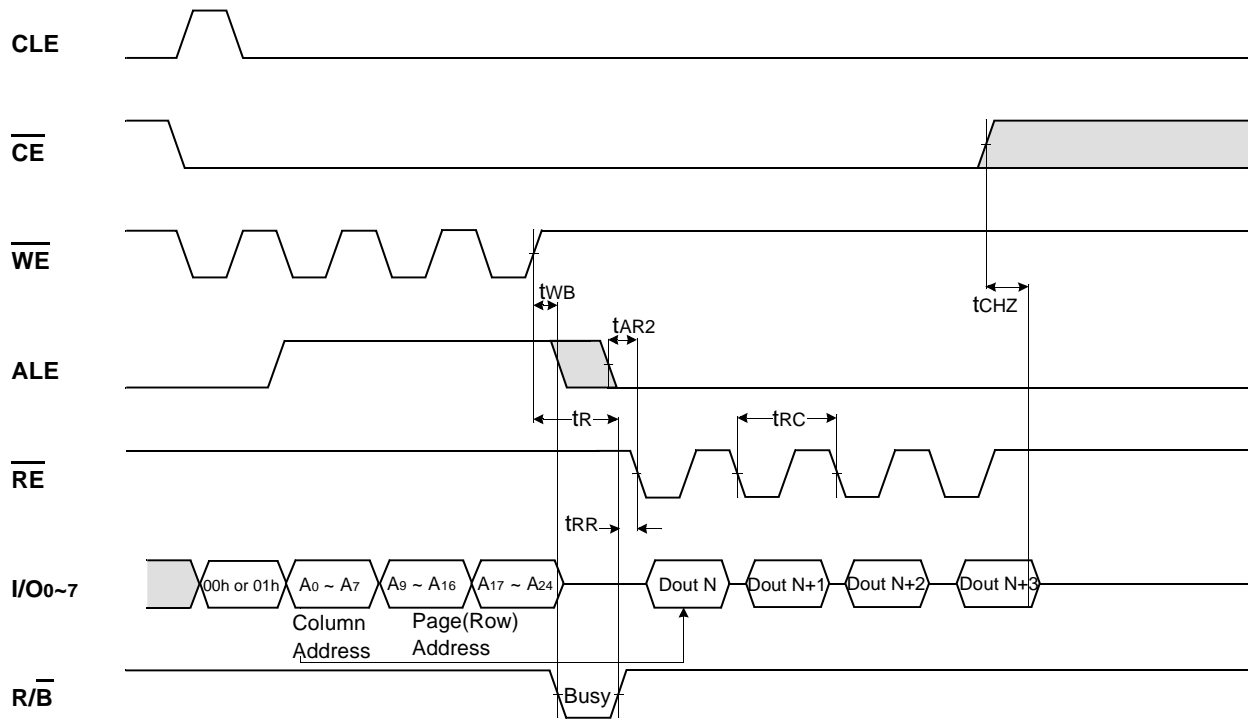 CLE
CE
WE
tWB
tCHZ
tAR2
ALE
tR
tRC
RE
tRR
I/O0~7
00h or 01h
A0 ~ A7
A9 ~ A16
A17 ~ A24
Dout N
Dout N+1
Dout N+2
Dout N+3
Column
Address
Page(Row)
Address
R/B
Busy